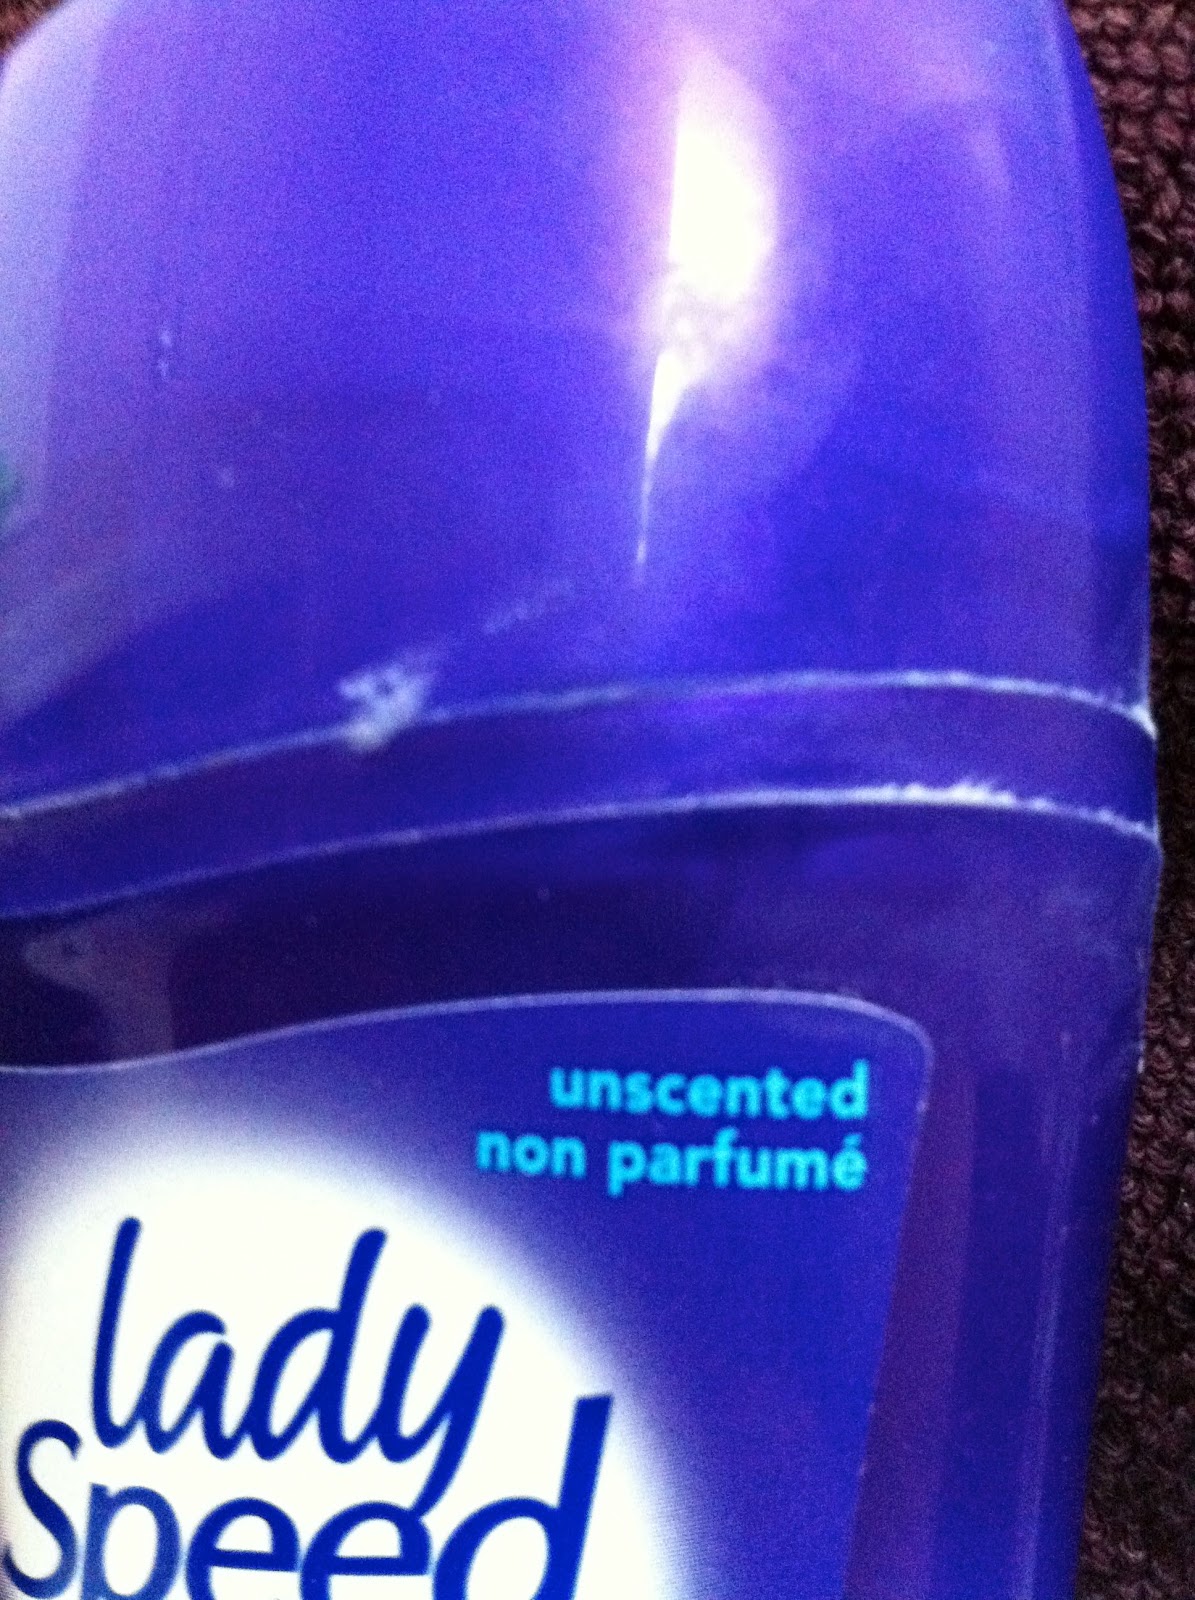 unscented
non parfumé
lady
Speed